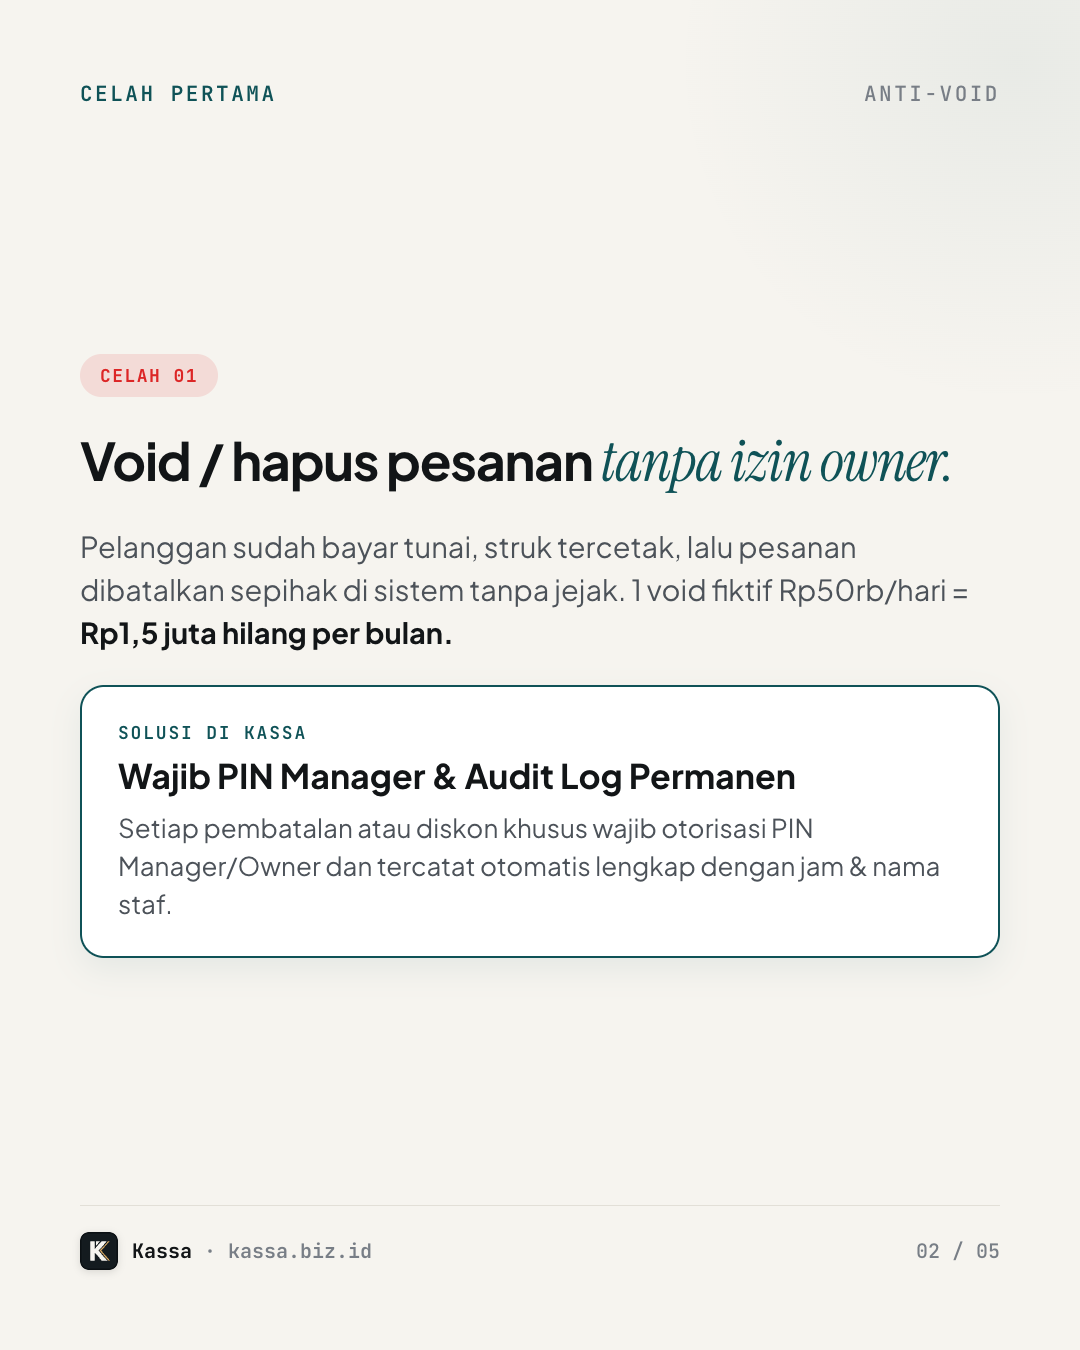 CELAH PERTAMA
ANTI-VOID
CELAH 01
Void / hapus pesanan tanpa izin owner.
Pelanggan sudah bayar tunai, struk tercetak, lalu pesanan
dibatalkan sepihak di sistem tanpa jejak. 1 void fiktif Rp50rb/hari =
Rp1,5 juta hilang per bulan.
SOLUSI DI KASSA
Wajib PIN Manager & Audit Log Permanen
Setiap pembatalan atau diskon khusus wajib otorisasi PIN
Manager/Owner dan tercatat otomatis lengkap dengan jam & nama
staf.
K Kassa · kassa.biz.id
02 / 05